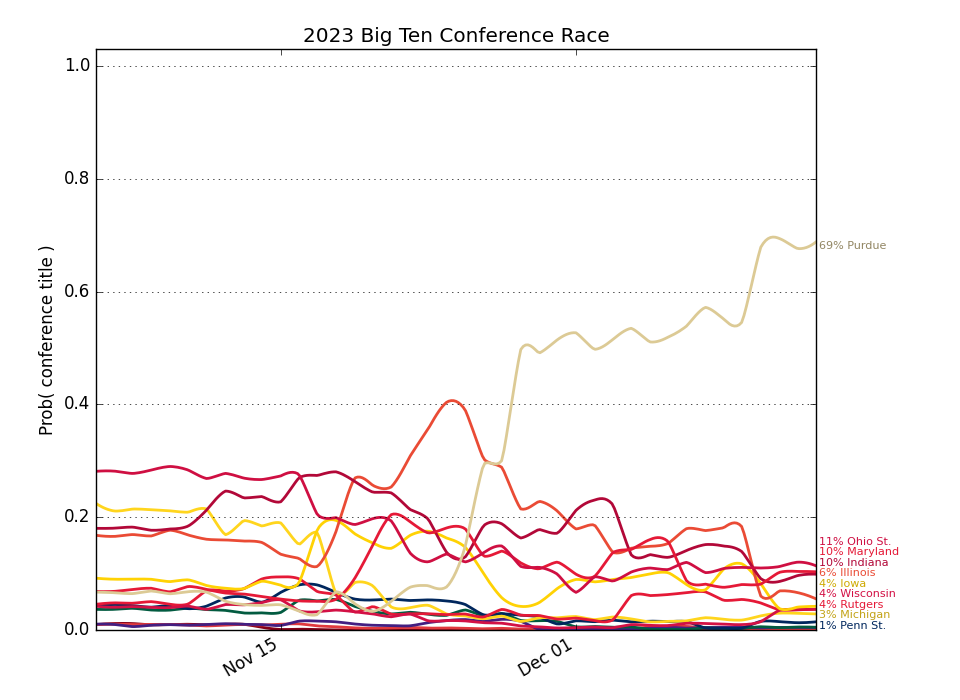 2023 Big Ten Conference Race
Prob( conference title )
1.0
0.8
0.6
0.4
0.2
0.0
Nov 15
Dec 01
69% Purdue
11% Ohio St.
10% Maryland
10% Indiana
6% Illinois
4% Iowa
4% Wisconsin
4% Rutgers
3% Michigan
1% Penn St.